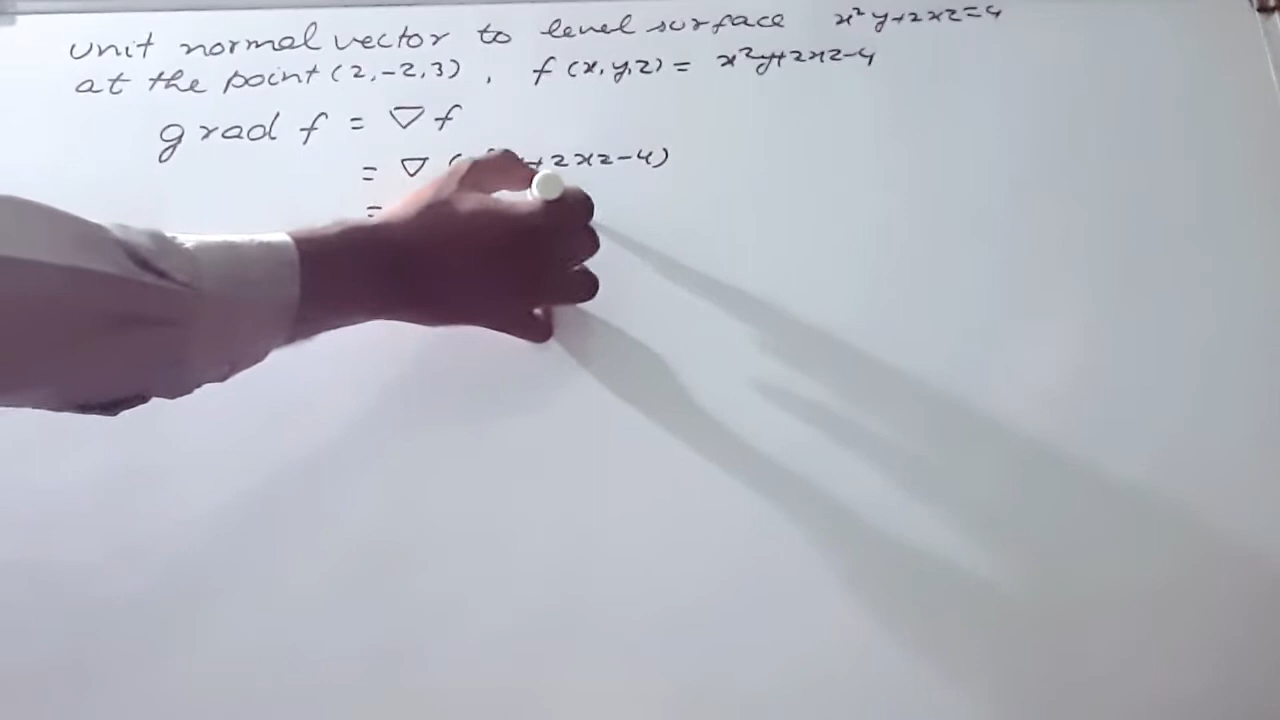 unit normal vector to level surface x²y+2xz=4
at the point (2,-2,3), f(x,y,z) = x²y+2xz-4
grad f = ∇f
= ∇ ( +2xz-4)
=